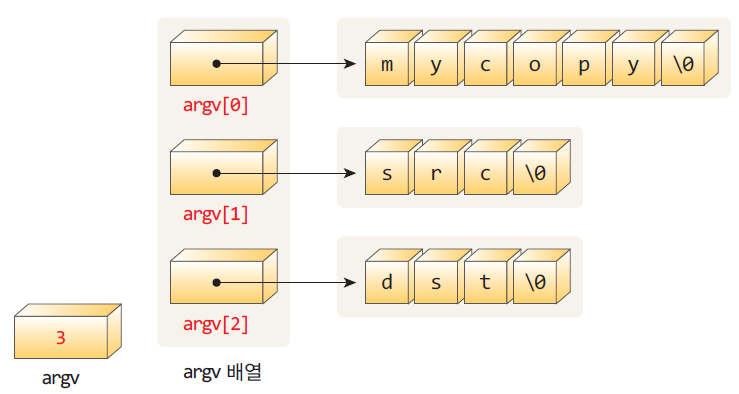 m y c o p y \0
argv[0]
s r c \0
argv[1]
d s t \0
argv[2]
3
argv
argv 배열